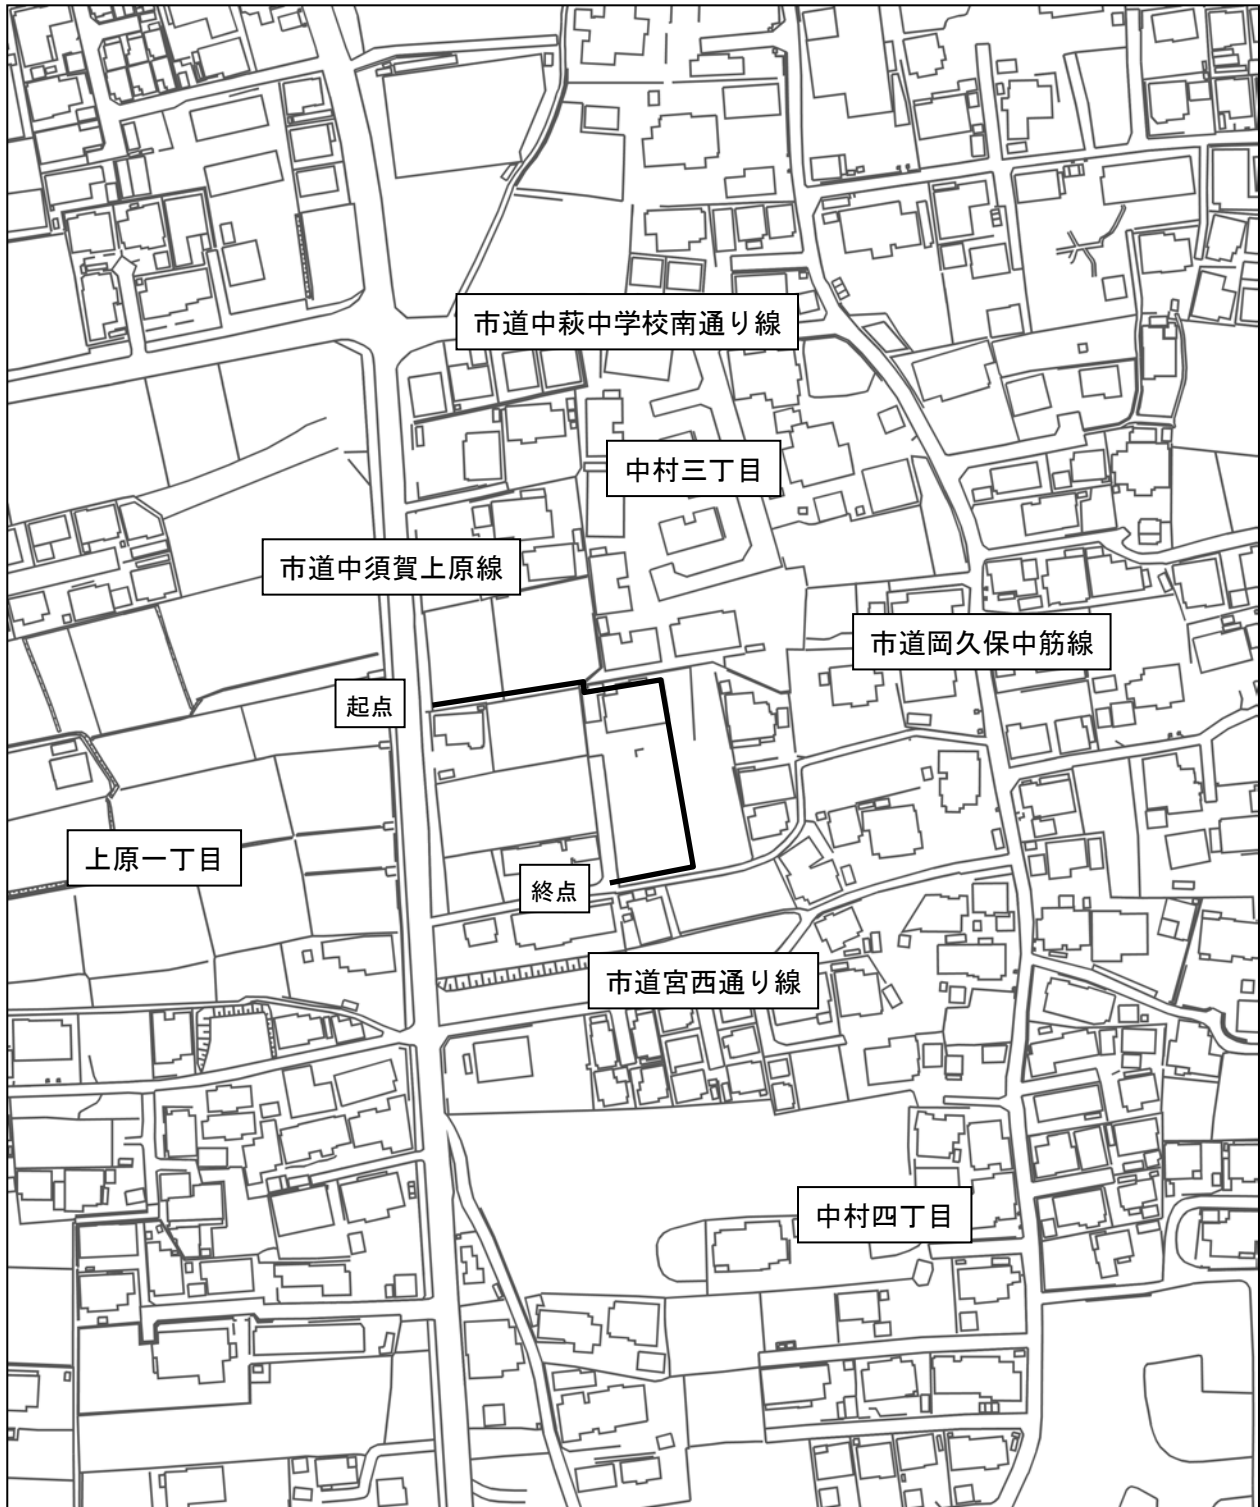 市道中萩中学校南通り線
中村三丁目
市道中須賀上原線
市道岡久保中筋線
起点
上原一丁目
終点
市道宮西通り線
中村四丁目